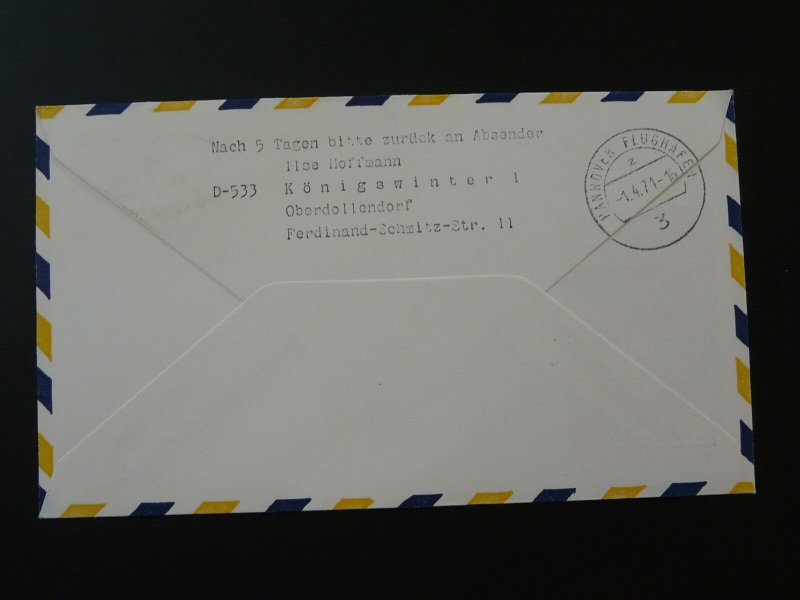 Nach 5 Tagen bitte zurück an Absender
Ilse Hoffmann
D-533 Königswinter 1
Oberdollendorf
Ferdinand-Schmitz-Str. 11
HANNOVER FLUGHAFEN
z
-1.4.71-16
3